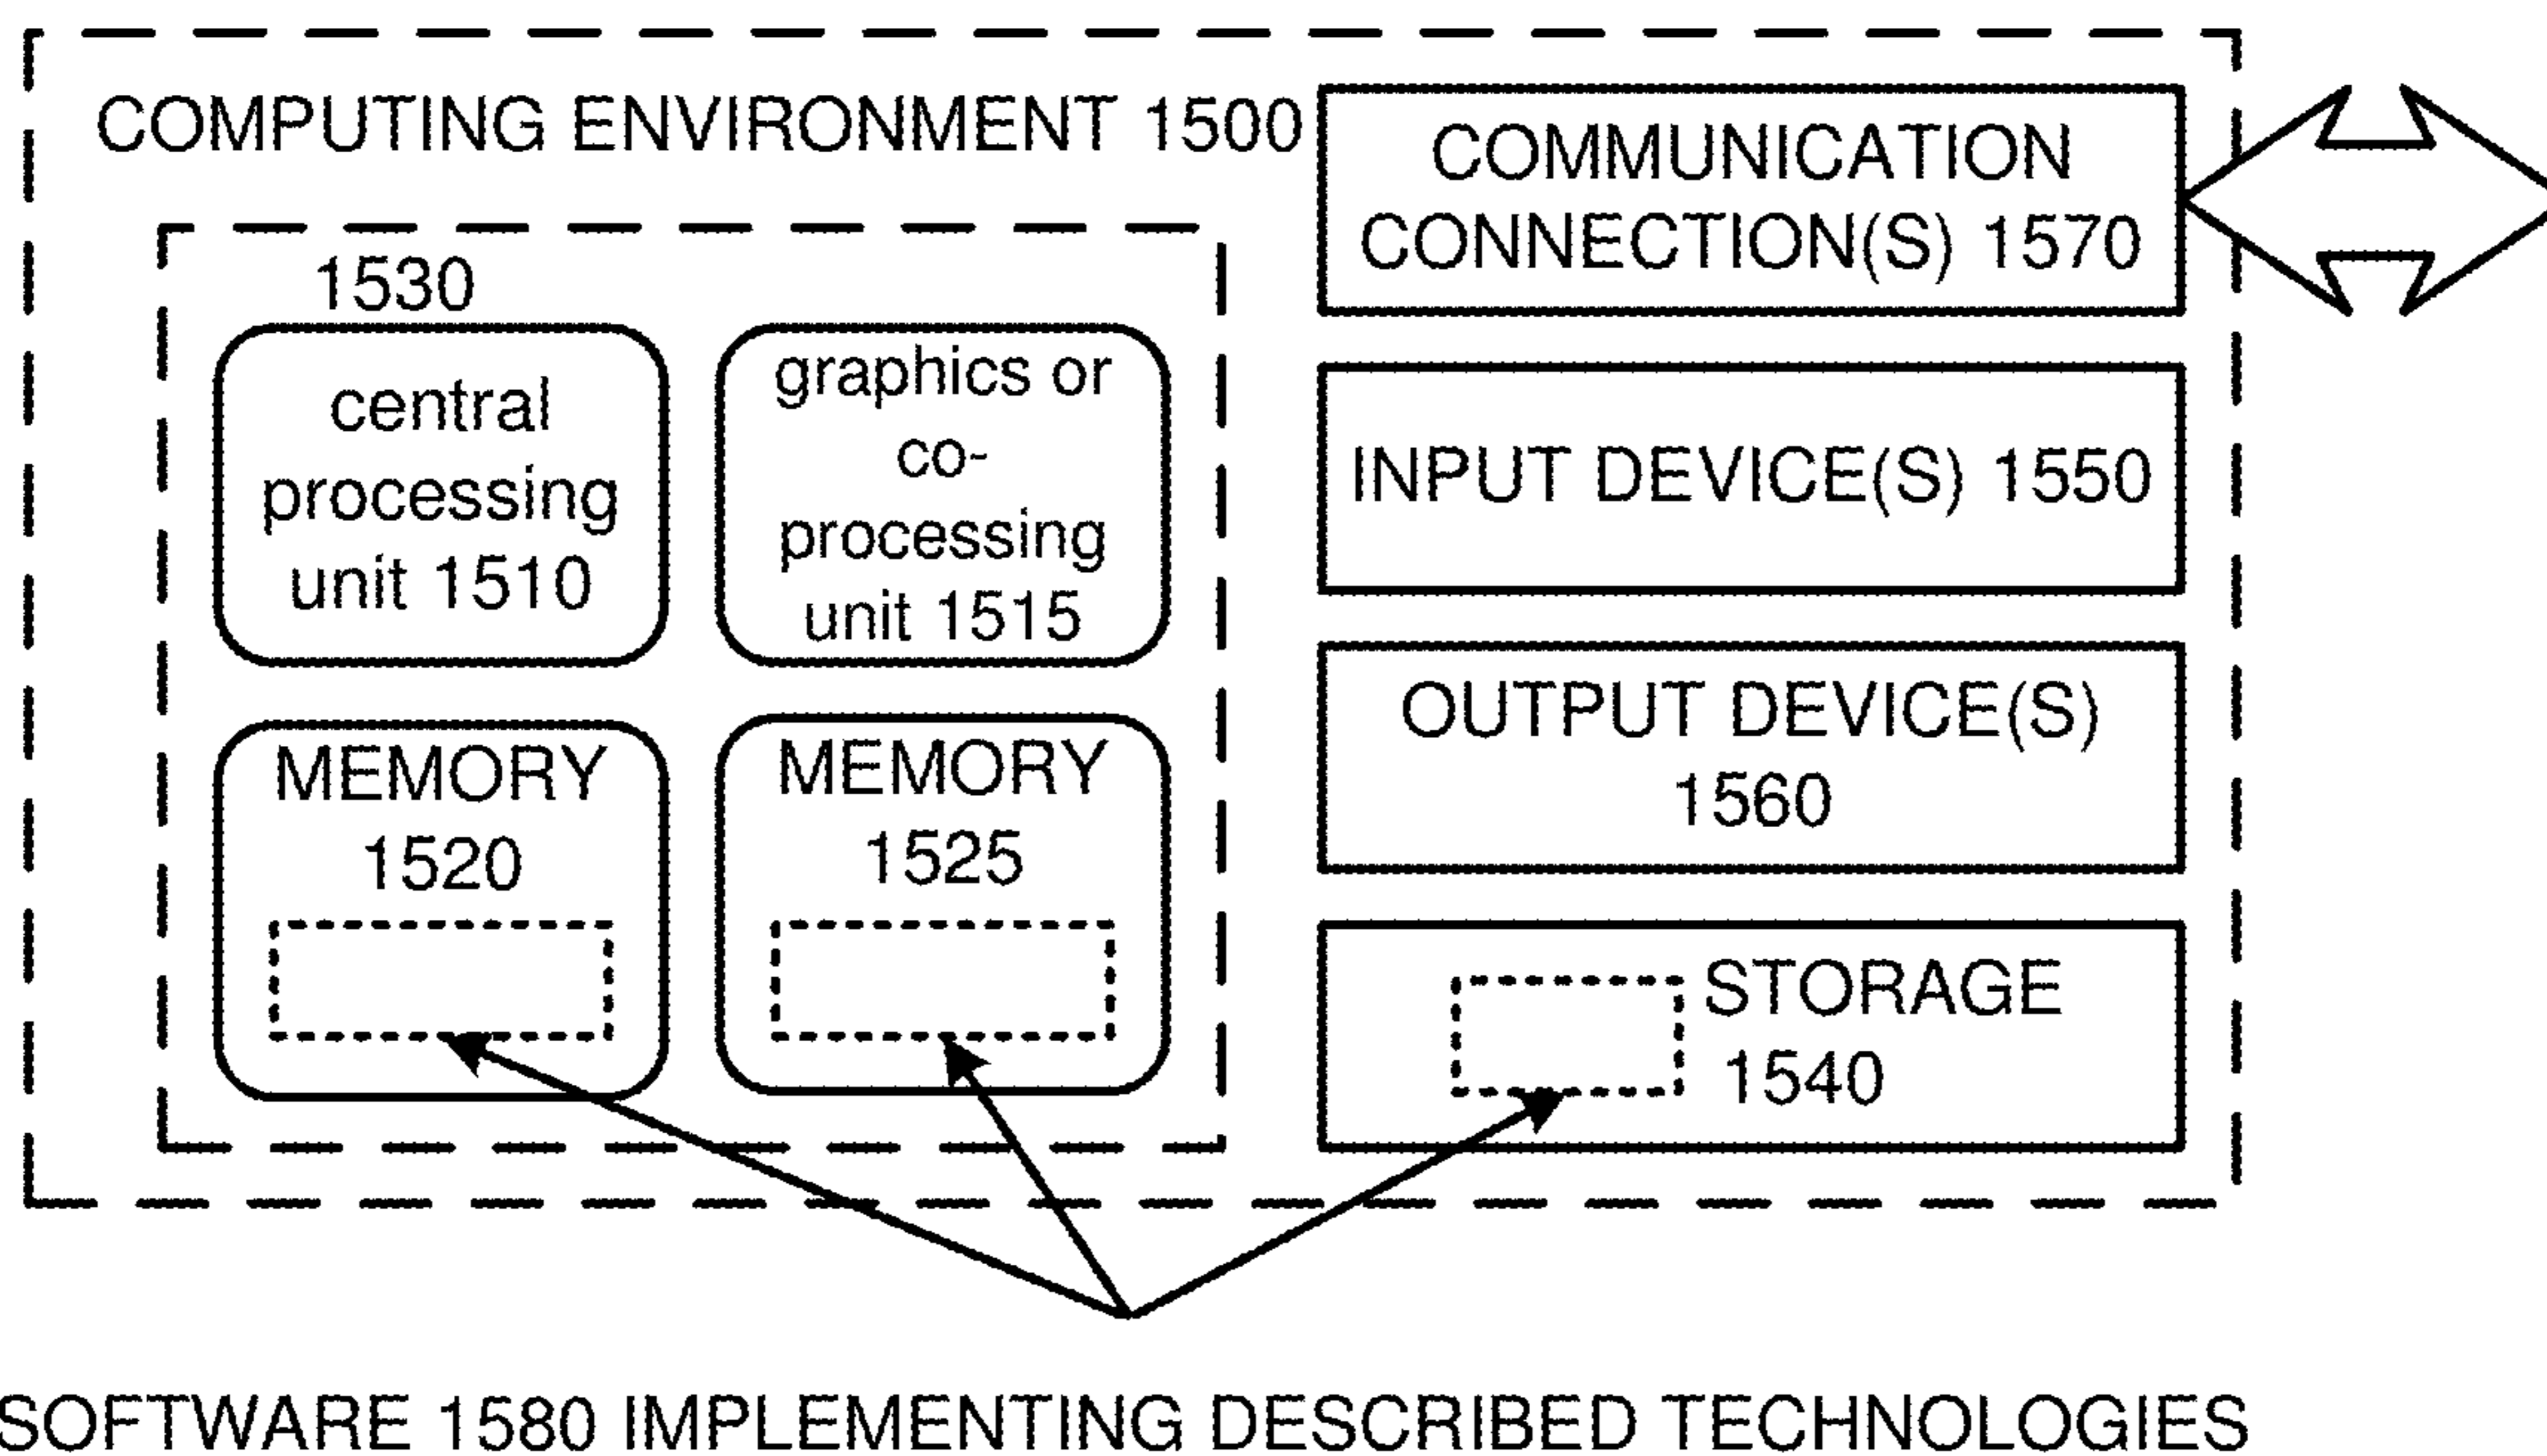 COMPUTING ENVIRONMENT 1500
1530
central
processing
unit 1510
graphics or
co-
processing
unit 1515
MEMORY
1520
MEMORY
1525
COMMUNICATION
CONNECTION(S) 1570
INPUT DEVICE(S) 1550
OUTPUT DEVICE(S)
1560
STORAGE
1540
SOFTWARE 1580 IMPLEMENTING DESCRIBED TECHNOLOGIES